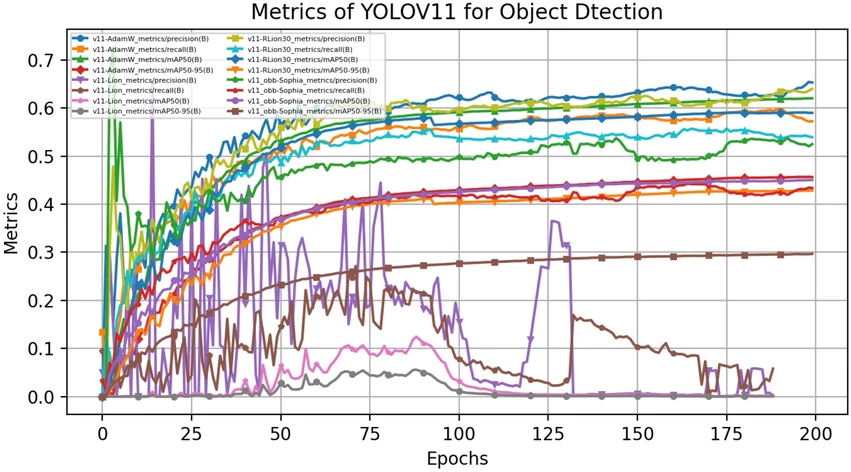 Metrics of YOLOV11 for Object Dtection
v11-AdamW_metrics/precision(B)
v11-AdamW_metrics/recall(B)
v11-AdamW_metrics/mAP50(B)
v11-AdamW_metrics/mAP50-95(B)
v11-Lion_metrics/precision(B)
v11-Lion_metrics/recall(B)
v11-Lion_metrics/mAP50(B)
v11-Lion_metrics/mAP50-95(B)
v11-RLion30_metrics/precision(B)
v11-RLion30_metrics/recall(B)
v11-RLion30_metrics/mAP50(B)
v11-RLion30_metrics/mAP50-95(B)
v11_obb-Sophia_metrics/precision(B)
v11_obb-Sophia_metrics/recall(B)
v11_obb-Sophia_metrics/mAP50(B)
v11_obb-Sophia_metrics/mAP50-95(B)
Metrics
0.7
0.6
0.5
0.4
0.3
0.2
0.1
0.0
0 25 50 75 100 125 150 175 200
Epochs